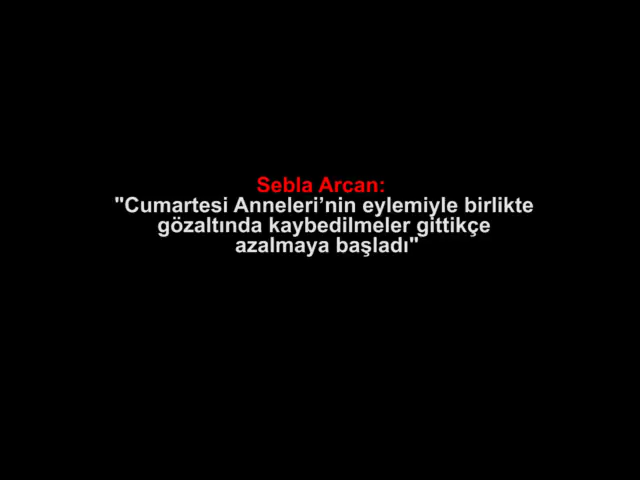 Sebla Arcan:
"Cumartesi Anneleri’nin eylemiyle birlikte
gözaltında kaybedilmeler gittikçe
azalmaya başladı"